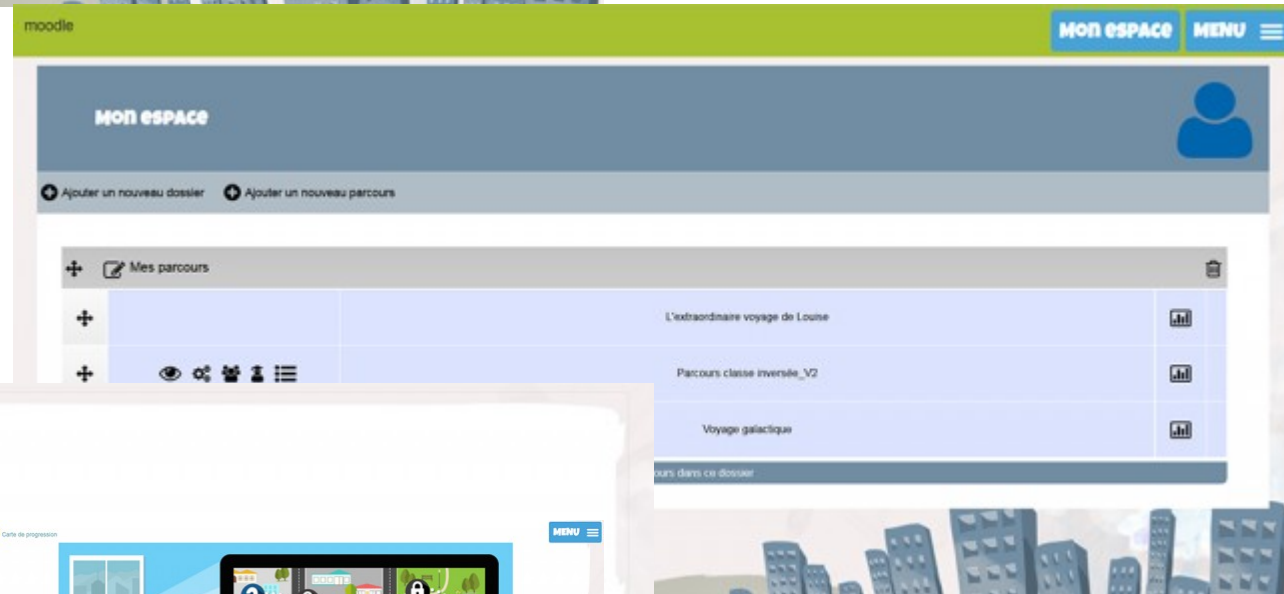 moodle
Mon espace
MENU
Mon espace
Ajouter un nouveau dossier
Ajouter un nouveau parcours
Mes parcours
L'extraordinaire voyage de Louise
Parcours classe inversée_V2
Voyage galactique
ours dans ce dossier
Carte de progression
MENU